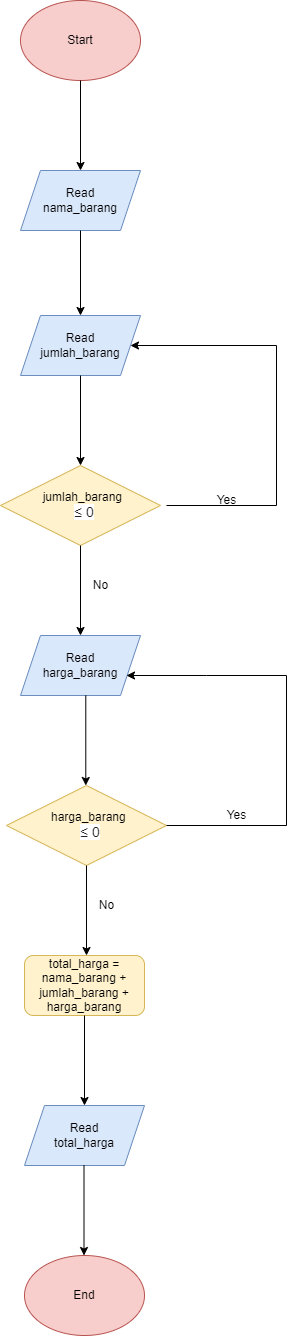 Start
Read
nama_barang
Read
jumlah_barang
jumlah_barang
≤ 0
Yes
No
Read
harga_barang
harga_barang
≤ 0
Yes
No
total_harga =
nama_barang +
jumlah_barang +
harga_barang
Read
total_harga
End